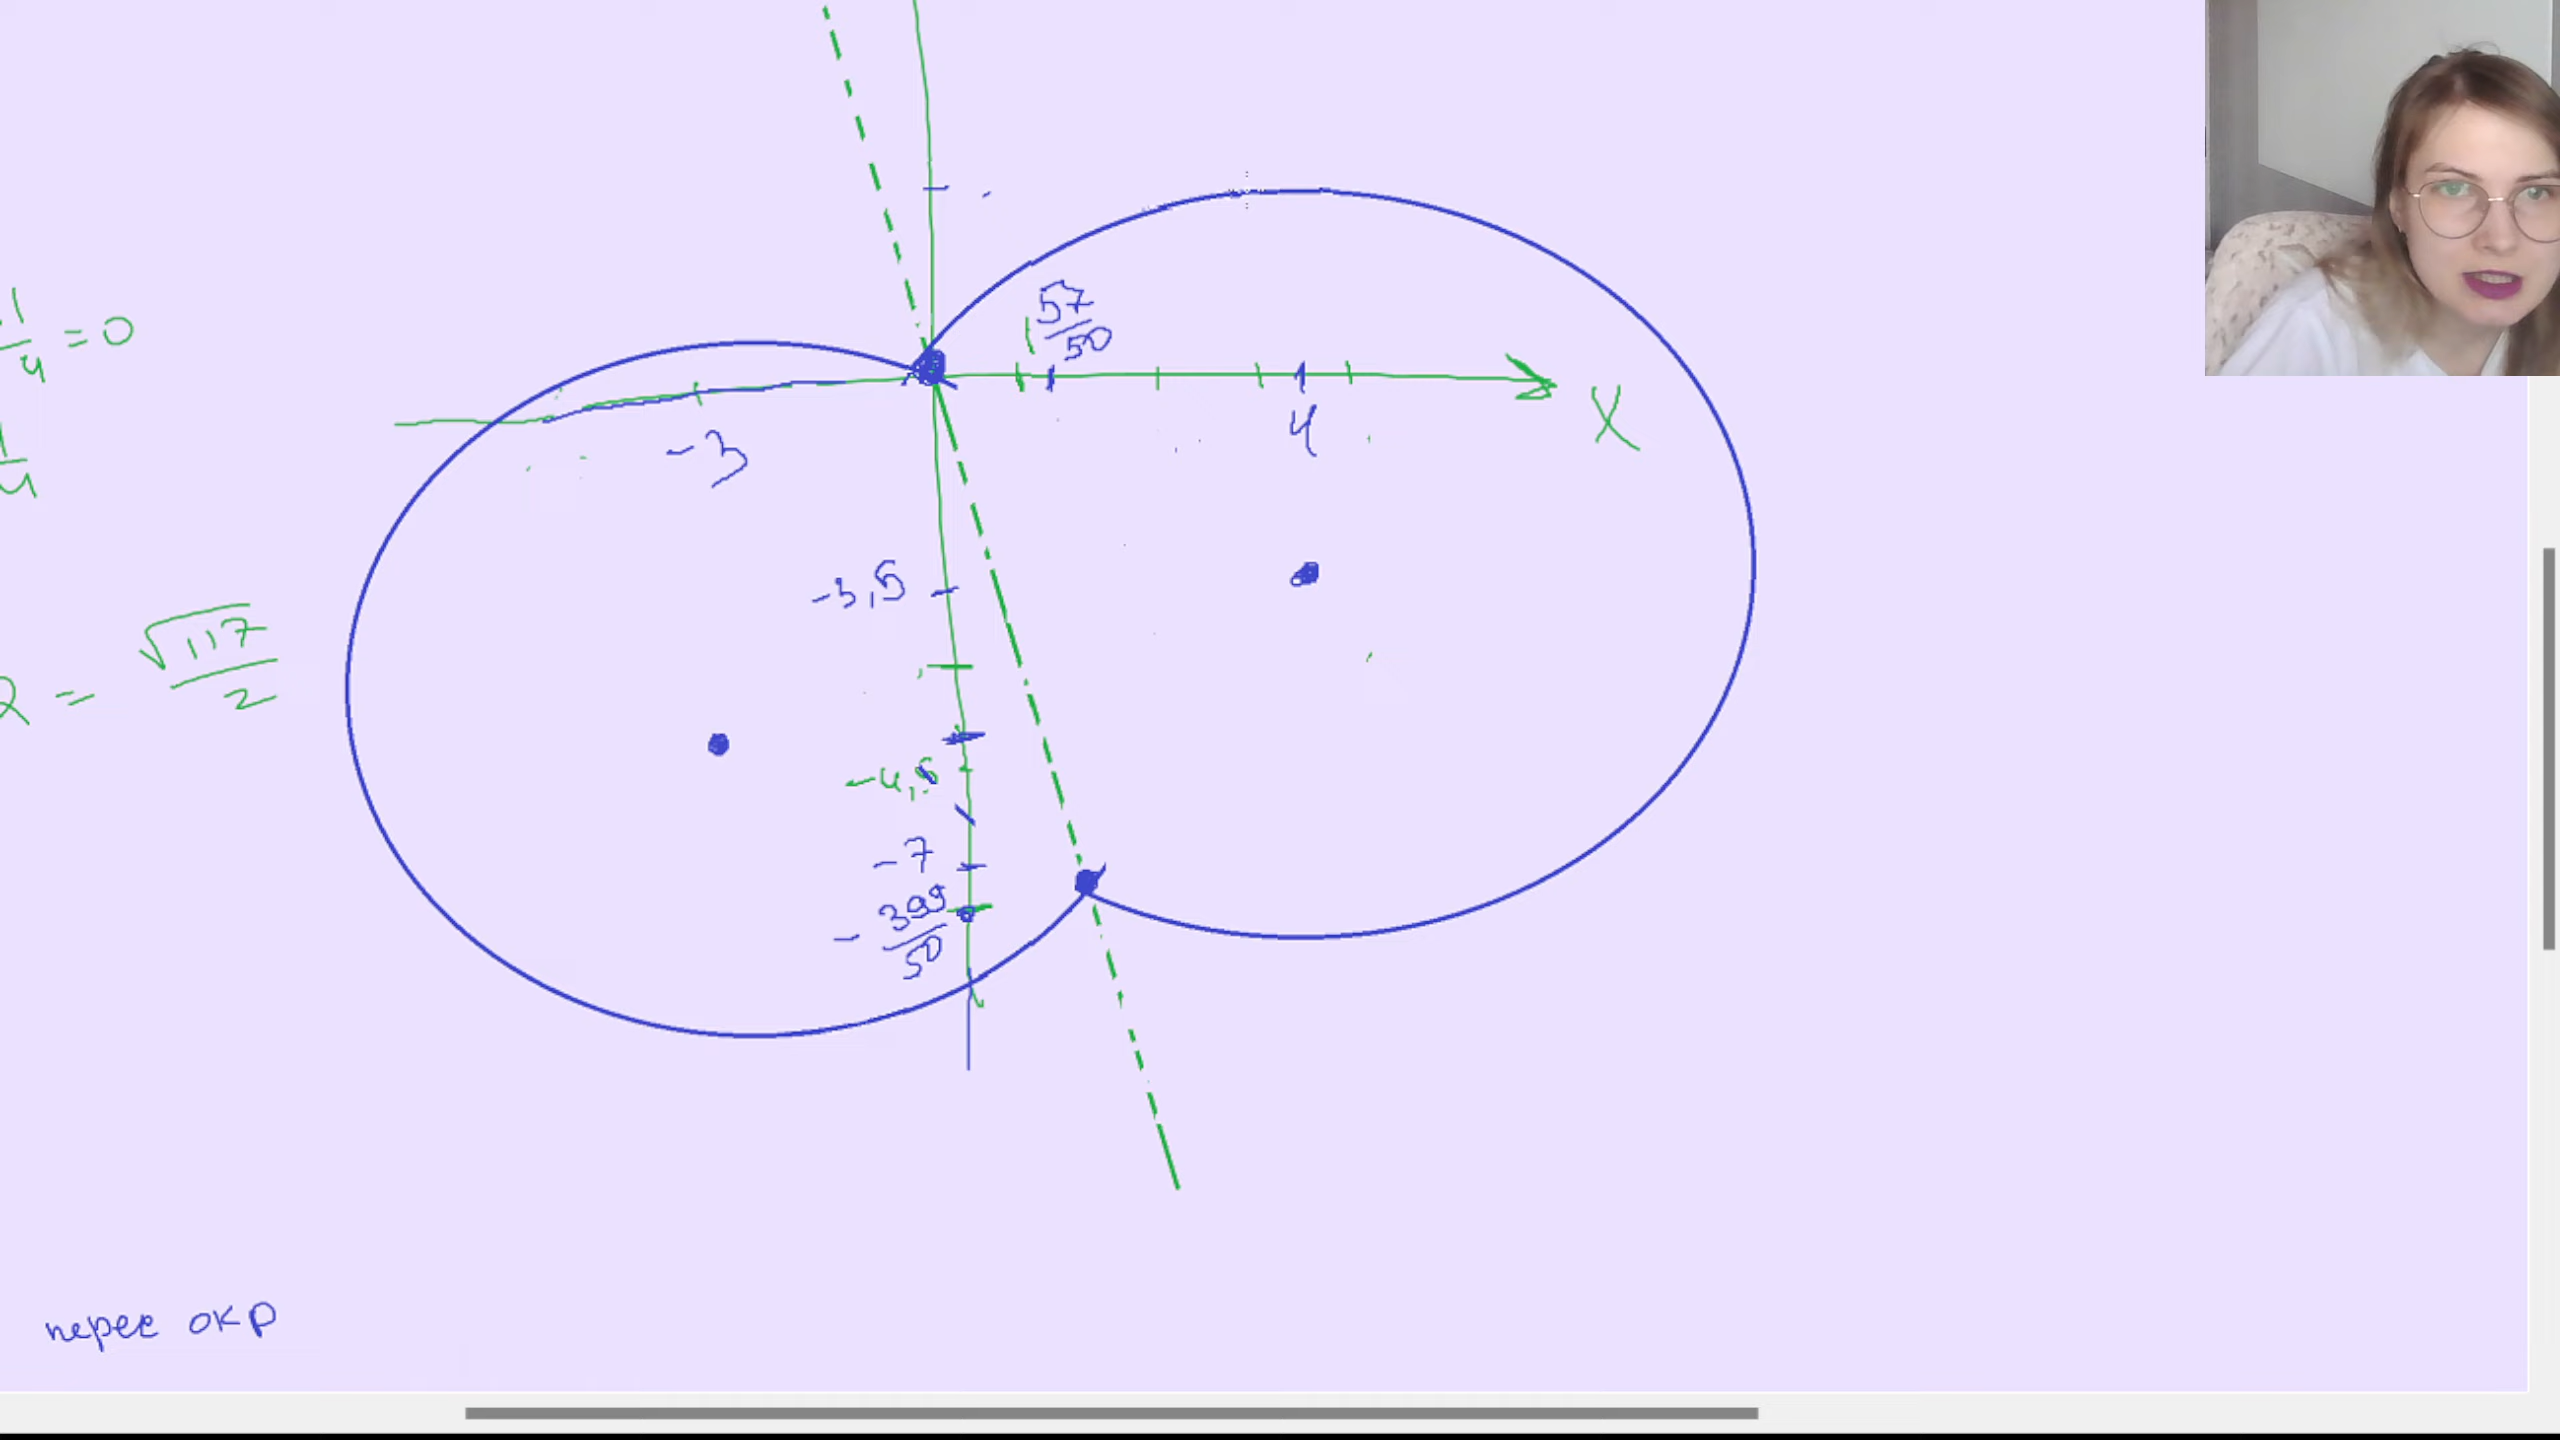 57/50
1/4 = 0
X
4
-3
1/4
-3,5
√117/2
R =
-4,5
-7
-399/50
перес окр